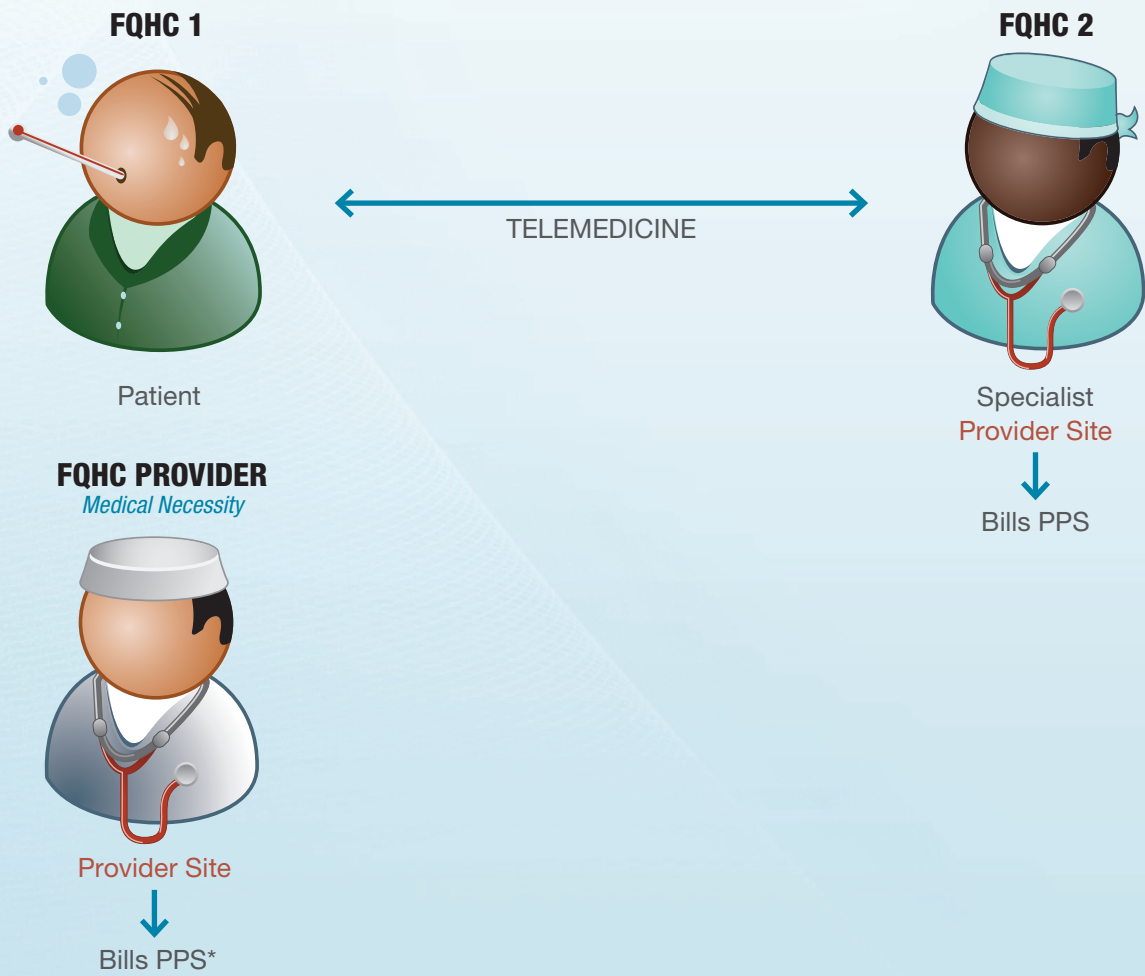 FQHC 1
Patient
TELEMEDICINE
FQHC 2
Specialist
Provider Site
Bills PPS
FQHC PROVIDER
Medical Necessity
Provider Site
Bills PPS*